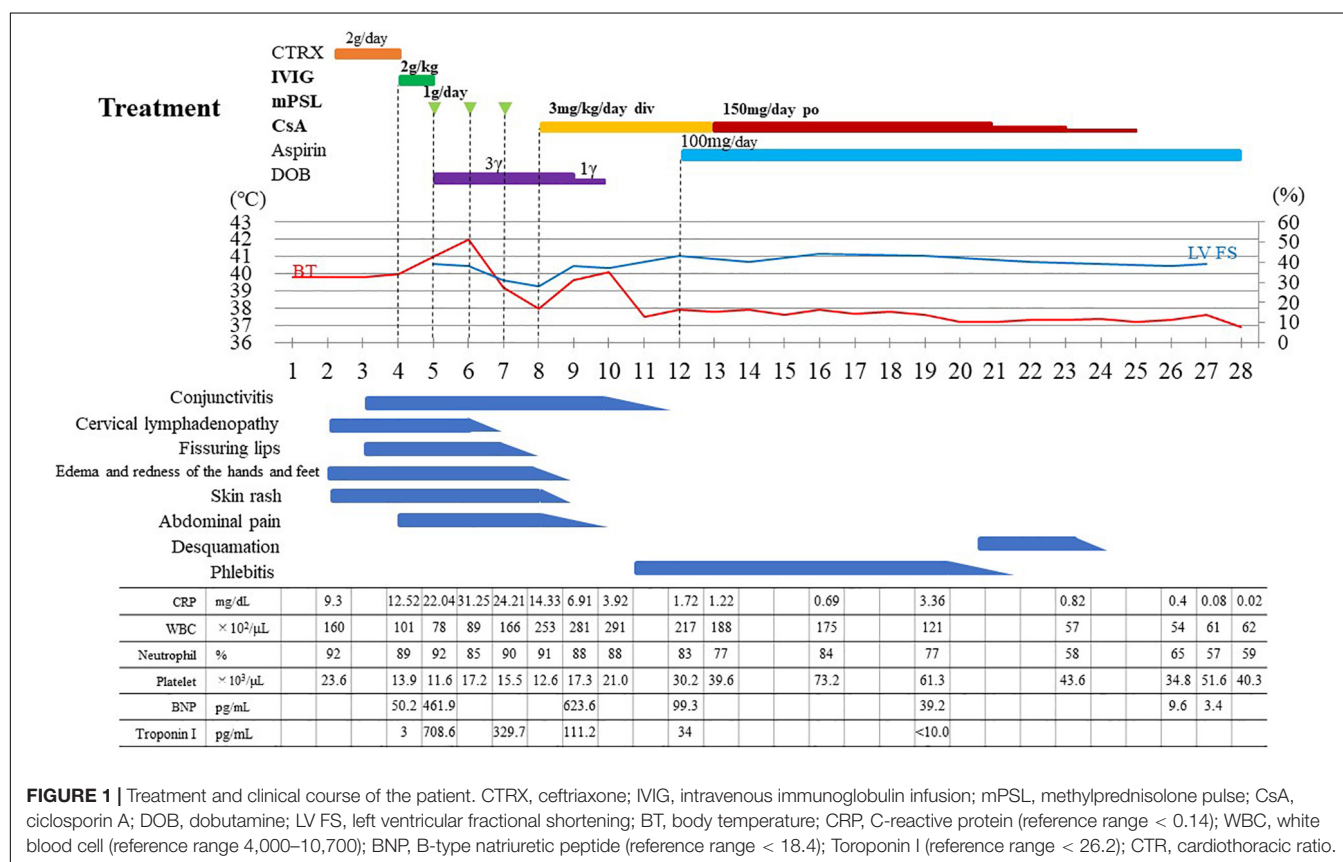 2g/day
CTRX
IVIG 2g/kg
1g/day
Treatment mPSL
CsA 3mg/kg/day div 150mg/day po
Aspirin 100mg/day
DOB 3γ 1γ
(℃) (%)
43 60
42 50
41 LV FS
40 BT 40
39 30
38 20
37 10
36 0
1 2 3 4 5 6 7 8 9 10 11 12 13 14 15 16 17 18 19 20 21 22 23 24 25 26 27 28
Conjunctivitis
Cervical lymphadenopathy
Fissuring lips
Edema and redness of the hands and feet
Skin rash
Abdominal pain
Desquamation
Phlebitis
CRP mg/dL 9.3 12.52 22.04 31.25 24.21 14.33 6.91 3.92 1.72 1.22 0.69 3.36 0.82 0.4 0.08 0.02
WBC ×10²/μL 160 101 78 89 166 253 281 291 217 188 175 121 57 54 61 62
Neutrophil % 92 89 92 85 90 91 88 88 83 77 84 77 58 65 57 59
Platelet ×10³/μL 23.6 13.9 11.6 17.2 15.5 12.6 17.3 21.0 30.2 39.6 73.2 61.3 43.6 34.8 51.6 40.3
BNP pg/mL 50.2 461.9 623.6 99.3 39.2 9.6 3.4
Troponin I pg/mL 3 708.6 329.7 111.2 34 <10.0
FIGURE 1 | Treatment and clinical course of the patient. CTRX, ceftriaxone; IVIG, intravenous immunoglobulin infusion; mPSL, methylprednisolone pulse; CsA,
ciclosporin A; DOB, dobutamine; LV FS, left ventricular fractional shortening; BT, body temperature; CRP, C-reactive protein (reference range < 0.14); WBC, white
blood cell (reference range 4,000–10,700); BNP, B-type natriuretic peptide (reference range < 18.4); Toroponin I (reference range < 26.2); CTR, cardiothoracic ratio.